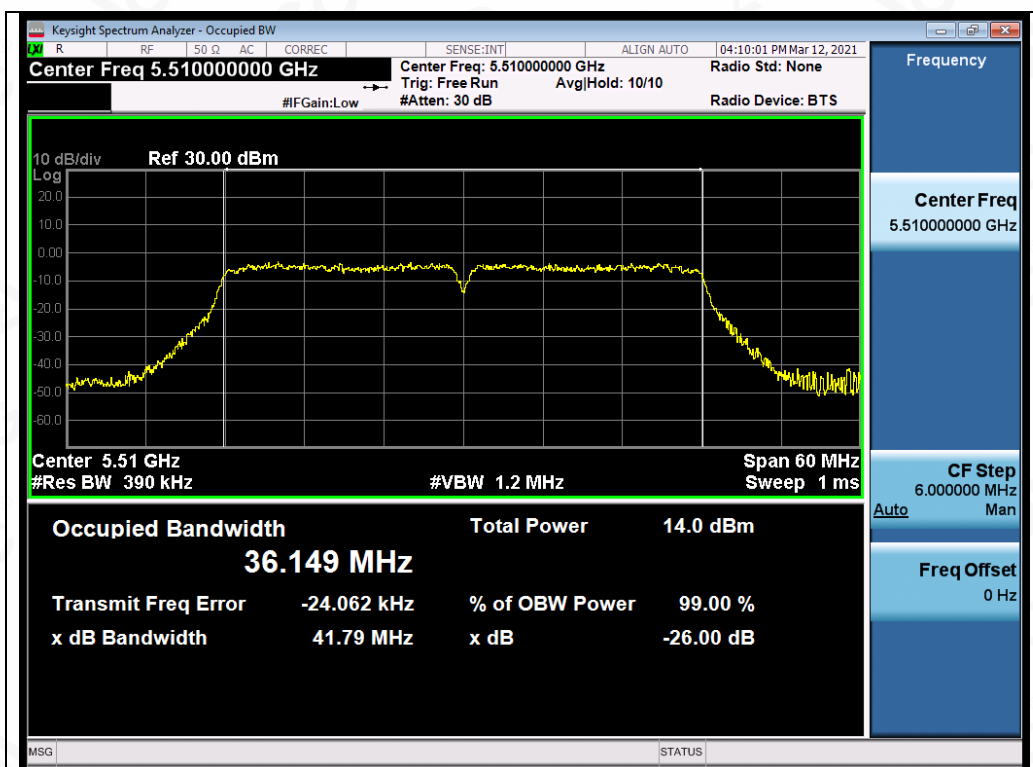 Keysight Spectrum Analyzer - Occupied BW
LXI R RF 50 Ω AC CORREC SENSE:INT ALIGN AUTO 04:10:01 PM Mar 12, 2021
Center Freq 5.510000000 GHz
Center Freq: 5.510000000 GHz
Radio Std: None
Trig: Free Run Avg|Hold: 10/10
#IFGain:Low
#Atten: 30 dB
Radio Device: BTS
10 dB/div Ref 30.00 dBm
Log
20.0
10.0
0.00
-10.0
-20.0
-30.0
-40.0
-50.0
-60.0
Center 5.51 GHz Span 60 MHz
#Res BW 390 kHz #VBW 1.2 MHz Sweep 1 ms
Occupied Bandwidth Total Power 14.0 dBm
36.149 MHz
Transmit Freq Error -24.062 kHz % of OBW Power 99.00 %
x dB Bandwidth 41.79 MHz x dB -26.00 dB
MSG STATUS
Frequency
Center Freq
5.510000000 GHz
CF Step
6.000000 MHz
Auto Man
Freq Offset
0 Hz